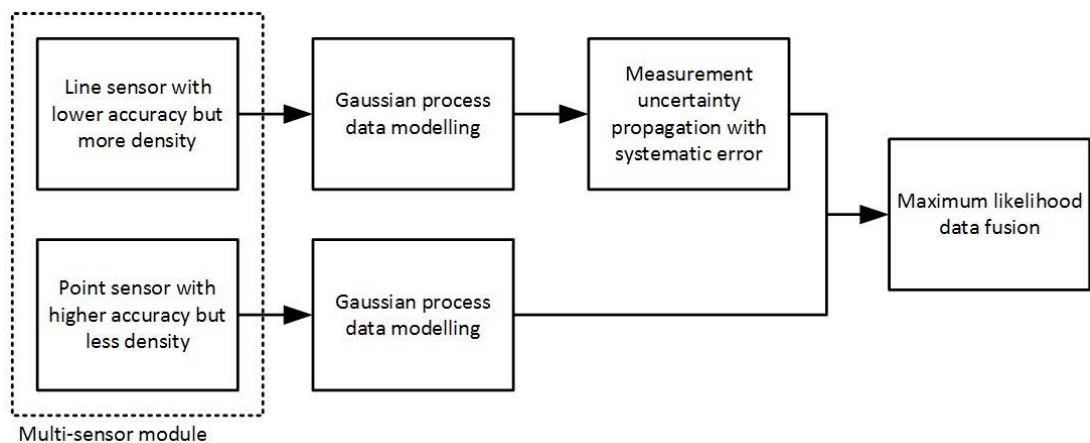 Line sensor with
lower accuracy but
more density
Gaussian process
data modelling
Measurement
uncertainty
propagation with
systematic error
Maximum likelihood
data fusion
Point sensor with
higher accuracy but
less density
Gaussian process
data modelling
Multi-sensor module